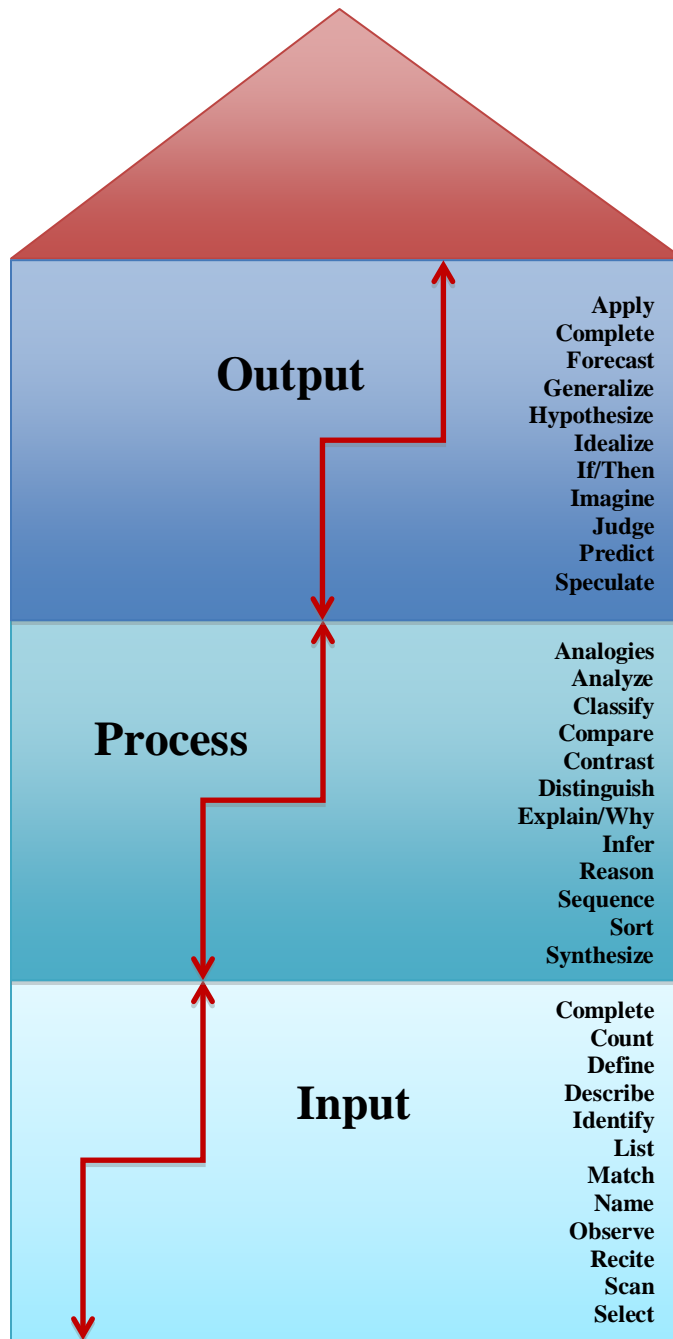 Output
Apply
Complete
Forecast
Generalize
Hypothesize
Idealize
If/Then
Imagine
Judge
Predict
Speculate
Process
Analogies
Analyze
Classify
Compare
Contrast
Distinguish
Explain/Why
Infer
Reason
Sequence
Sort
Synthesize
Input
Complete
Count
Define
Describe
Identify
List
Match
Name
Observe
Recite
Scan
Select